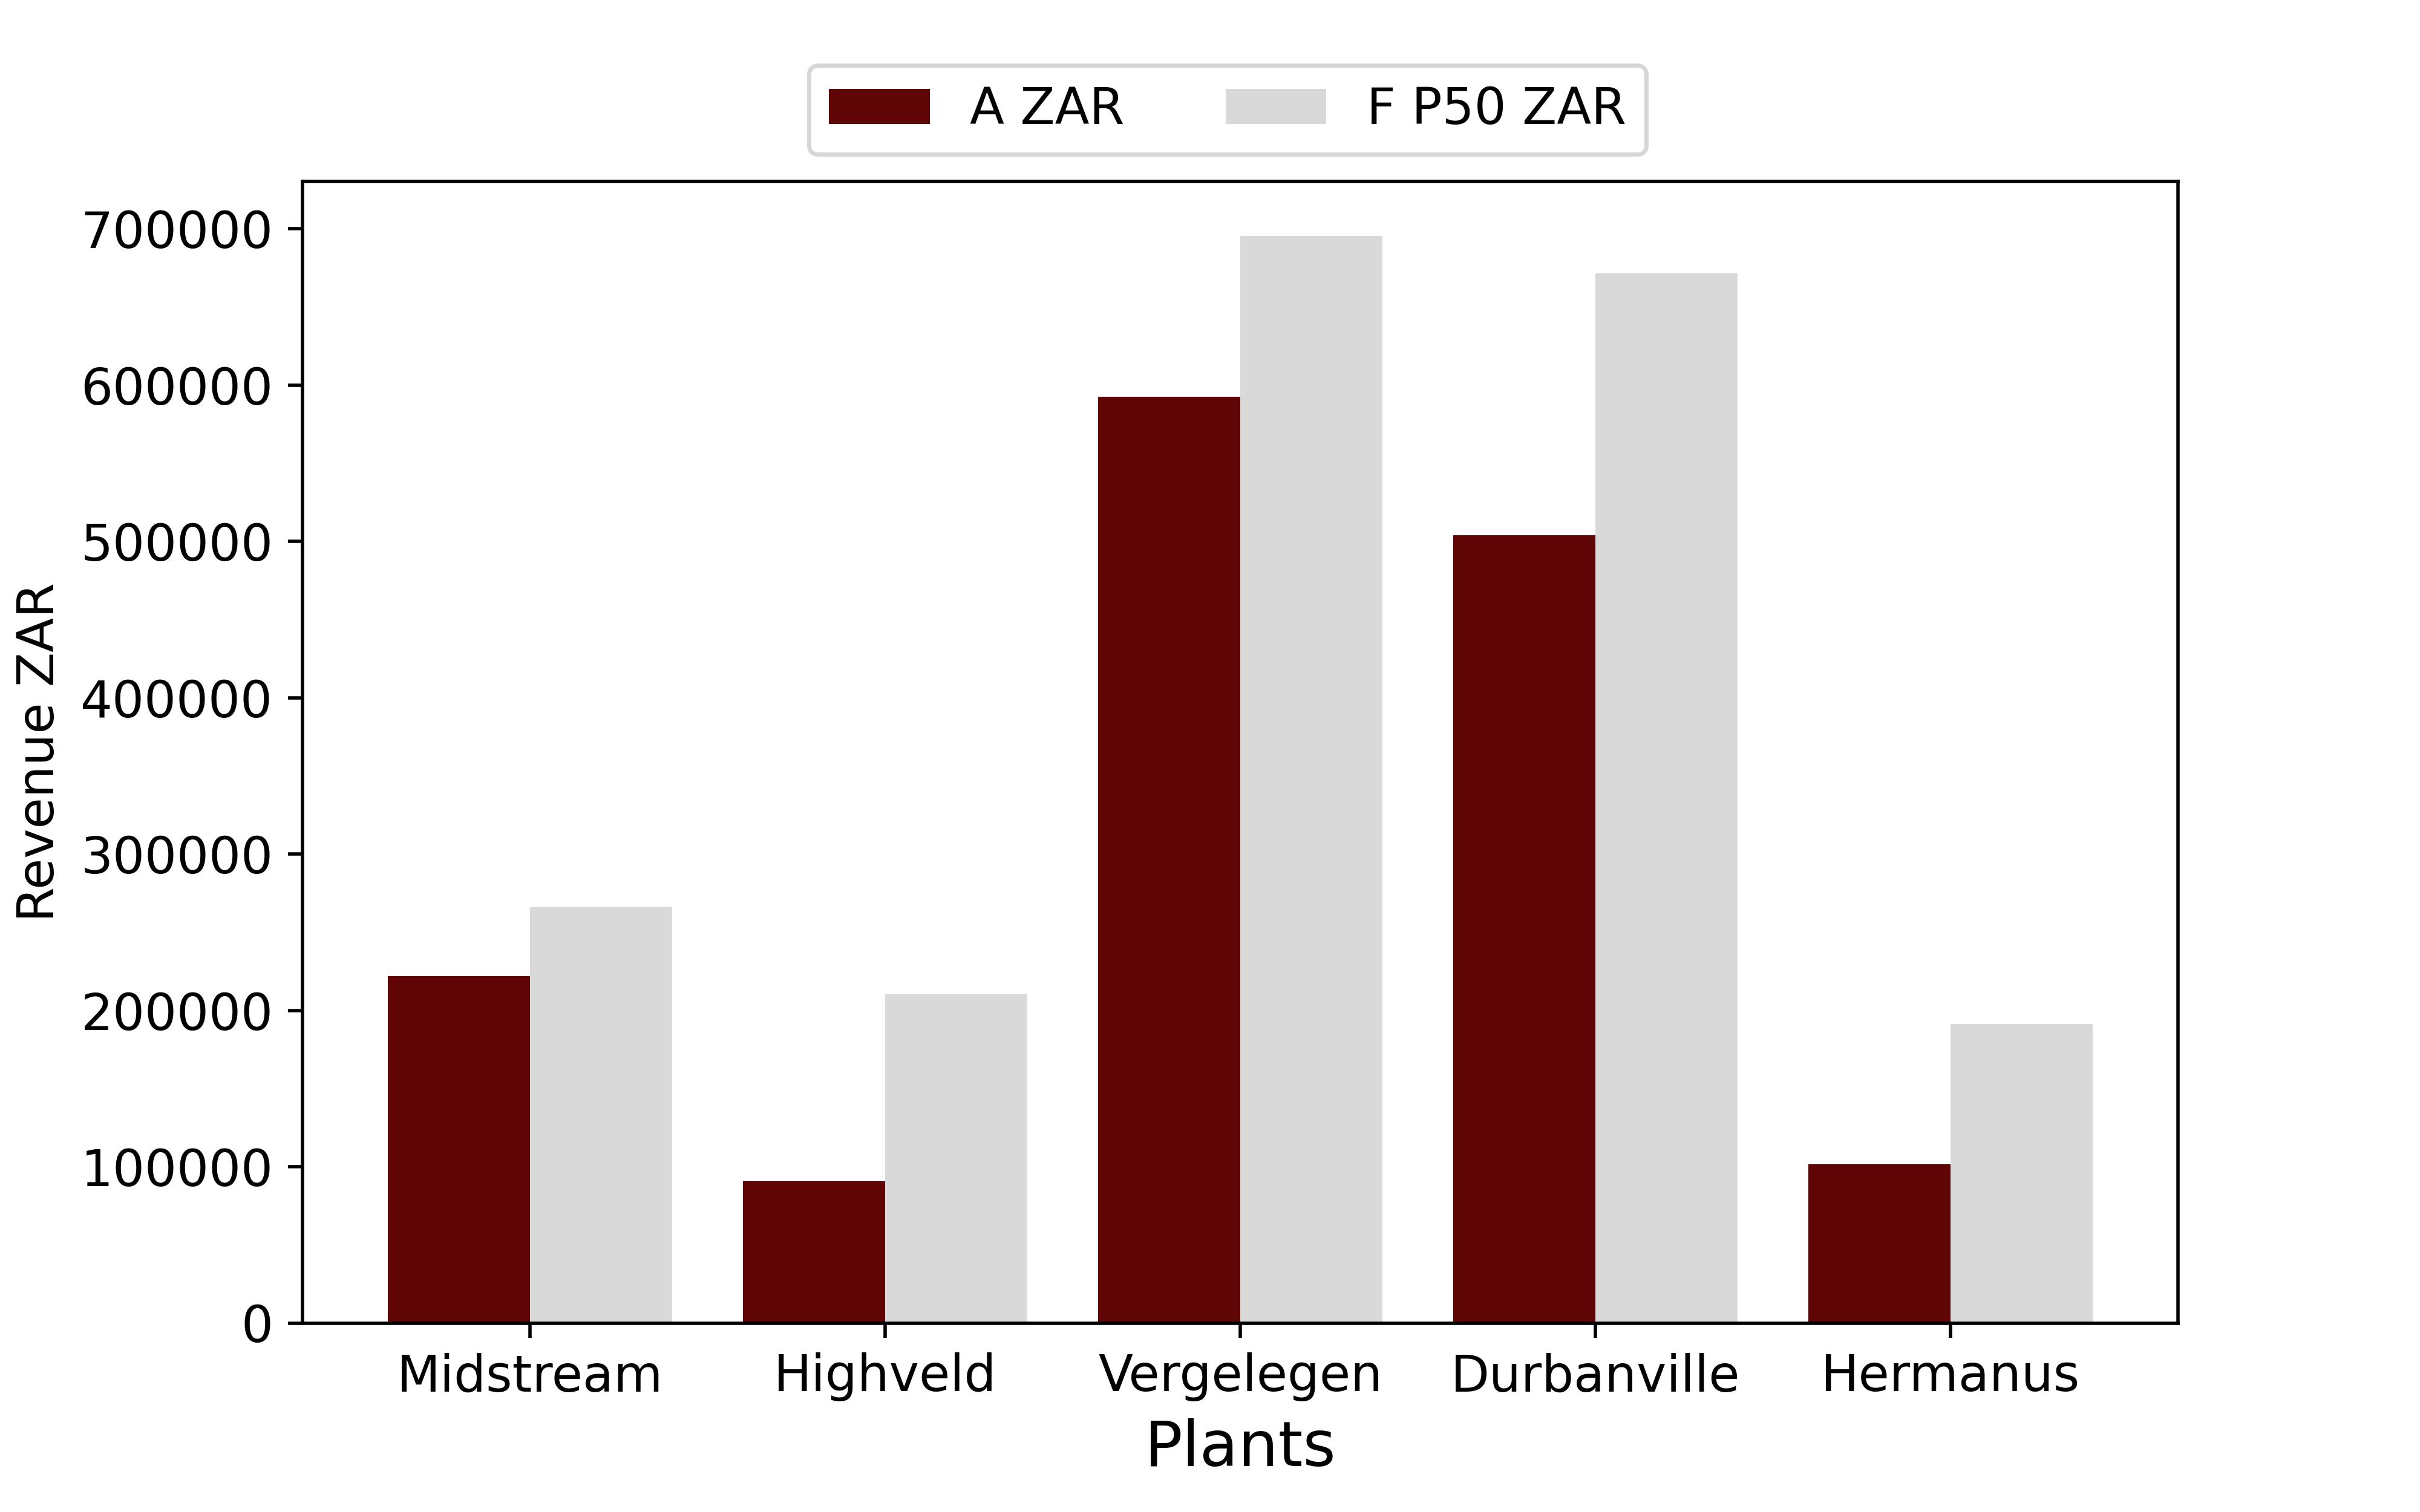 A ZAR
F P50 ZAR
700000
600000
500000
400000
300000
200000
100000
0
Revenue ZAR
Midstream
Highveld
Vergelegen
Durbanville
Hermanus
Plants